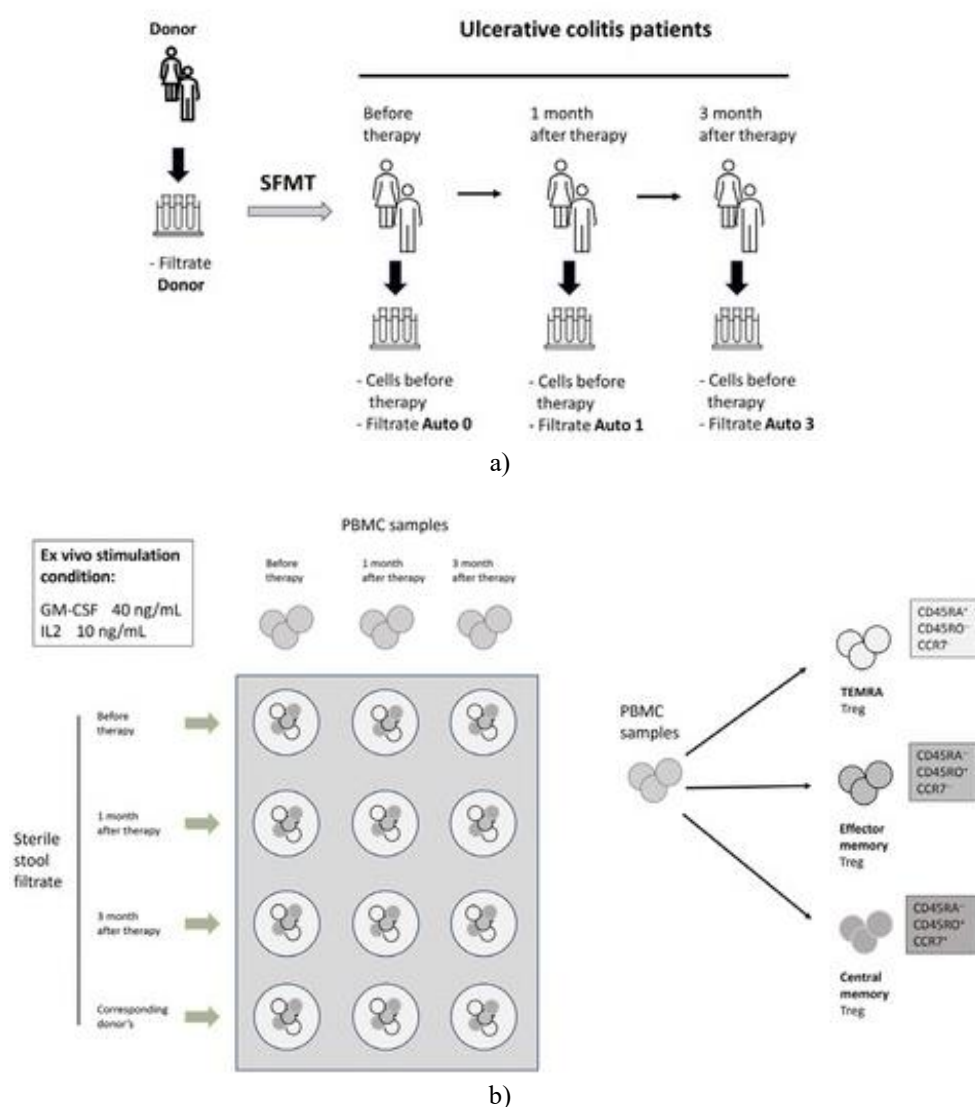 a)
Donor
Ulcerative colitis patients
Before
therapy
1 month
after therapy
3 month
after therapy
SFMT
- Filtrate
Donor
- Cells before
therapy
- Filtrate Auto 0
- Cells before
therapy
- Filtrate Auto 1
- Cells before
therapy
- Filtrate Auto 3
a)
PBMC samples
Ex vivo stimulation
condition:
GM-CSF 40 ng/mL
IL2 10 ng/mL
Before
therapy
1 month
after therapy
3 month
after therapy
Sterile
stool
filtrate
Before
therapy
1 month
after therapy
3 month
after therapy
Corresponding
donor's
PBMC
samples
CD45RA⁺
CD45RO⁻
CCR7⁻
TEMRA
Treg
CD45RA⁻
CD45RO⁺
CCR7⁻
Effector
memory
Treg
CD45RA⁻
CD45RO⁺
CCR7⁺
Central
memory
Treg
b)